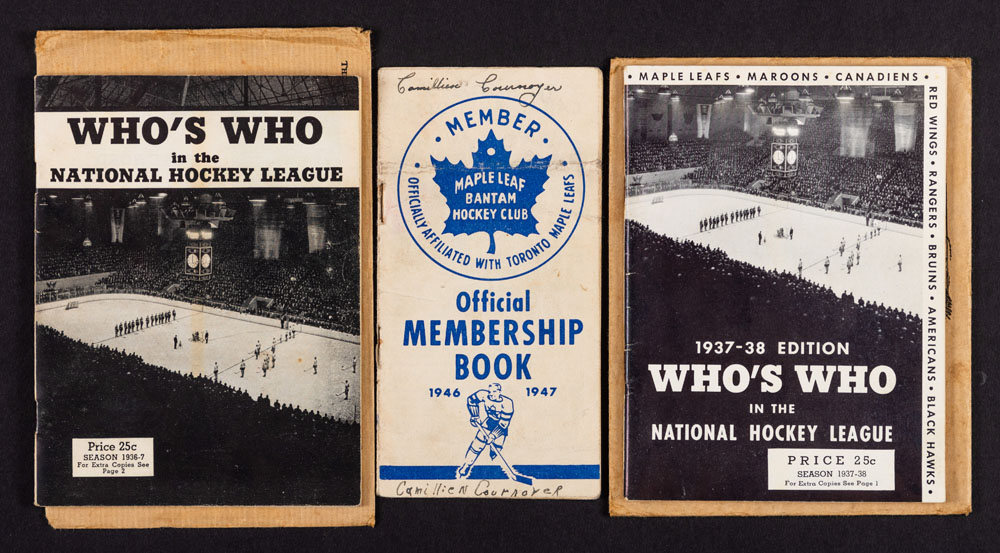 WHO'S WHO
in the
NATIONAL HOCKEY LEAGUE
Price 25c
SEASON 1936-7
For Extra Copies See
Page 2
Camillien Cournoyer
• MEMBER •
MAPLE LEAF
BANTAM
HOCKEY CLUB
OFFICIALLY AFFILIATED WITH TORONTO MAPLE LEAFS
Official
MEMBERSHIP
BOOK
1946 1947
Camillien Cournoyer
• MAPLE LEAFS • MAROONS • CANADIENS •
RED WINGS • RANGERS • BRUINS • AMERICANS • BLACK HAWKS •
1937-38 EDITION
WHO'S WHO
IN THE
NATIONAL HOCKEY LEAGUE
PRICE 25c
SEASON 1937-38
For Extra Copies See Page 1